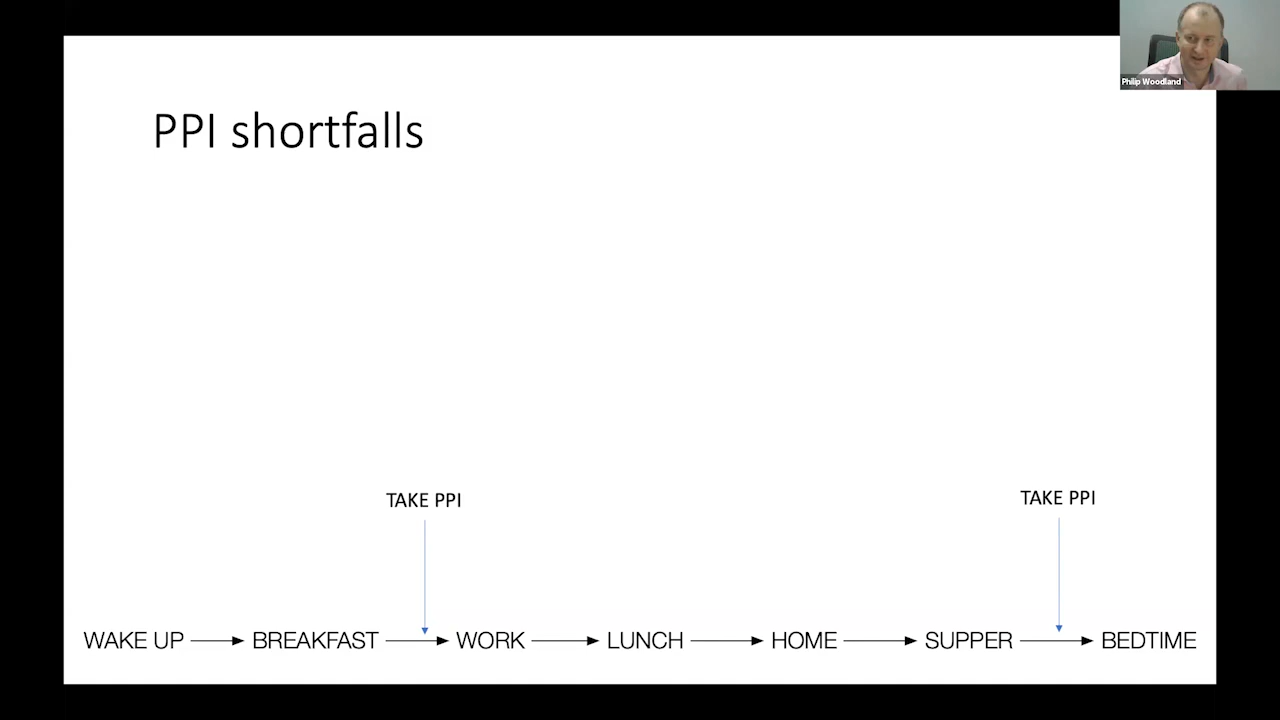 Philip Woodland
PPI shortfalls
TAKE PPI
TAKE PPI
WAKE UP BREAKFAST WORK LUNCH HOME SUPPER BEDTIME